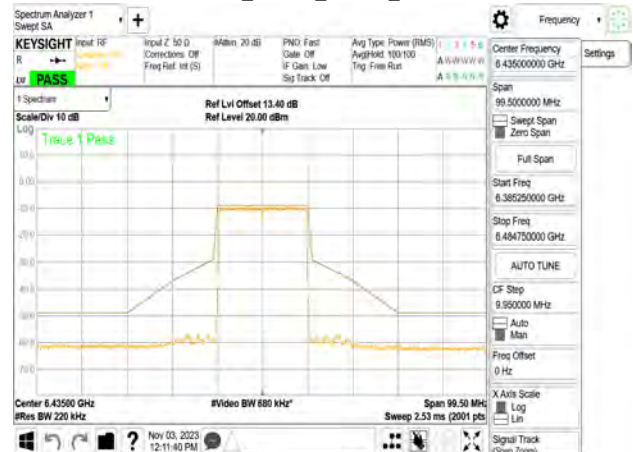 Spectrum Analyzer 1
Swept SA
+
Frequency
KEYSIGHT
Input: RF
Input Z: 50 Ω
#Atten: 20 dB
PNO: Fast
Avg Type: Power (RMS)
R
Corrections: Off
Gate: Off
Avg|Hold: 100/100
Freq Ref: Int (S)
IF Gain: Low
Trig: Free Run
Sig Track: Off
PASS
Center Frequency
6.435000000 GHz
Settings
Span
99.5000000 MHz
Swept Span
Zero Span
Full Span
Start Freq
6.385250000 GHz
Stop Freq
6.484750000 GHz
AUTO TUNE
CF Step
9.950000 MHz
Auto
Man
Freq Offset
0 Hz
X Axis Scale
Log
Lin
Signal Track
(Span Zoom)
1 Spectrum
Scale/Div 10 dB
Ref Lvl Offset 13.40 dB
Ref Level 20.00 dBm
Log
Trace 1 Pass
10.0
0.00
Center 6.43500 GHz
#Video BW 680 kHz*
Span 99.50 MHz
#Res BW 220 kHz
Sweep 2.53 ms (2001 pts
?
Nov 03, 2023
12:11:40 PM